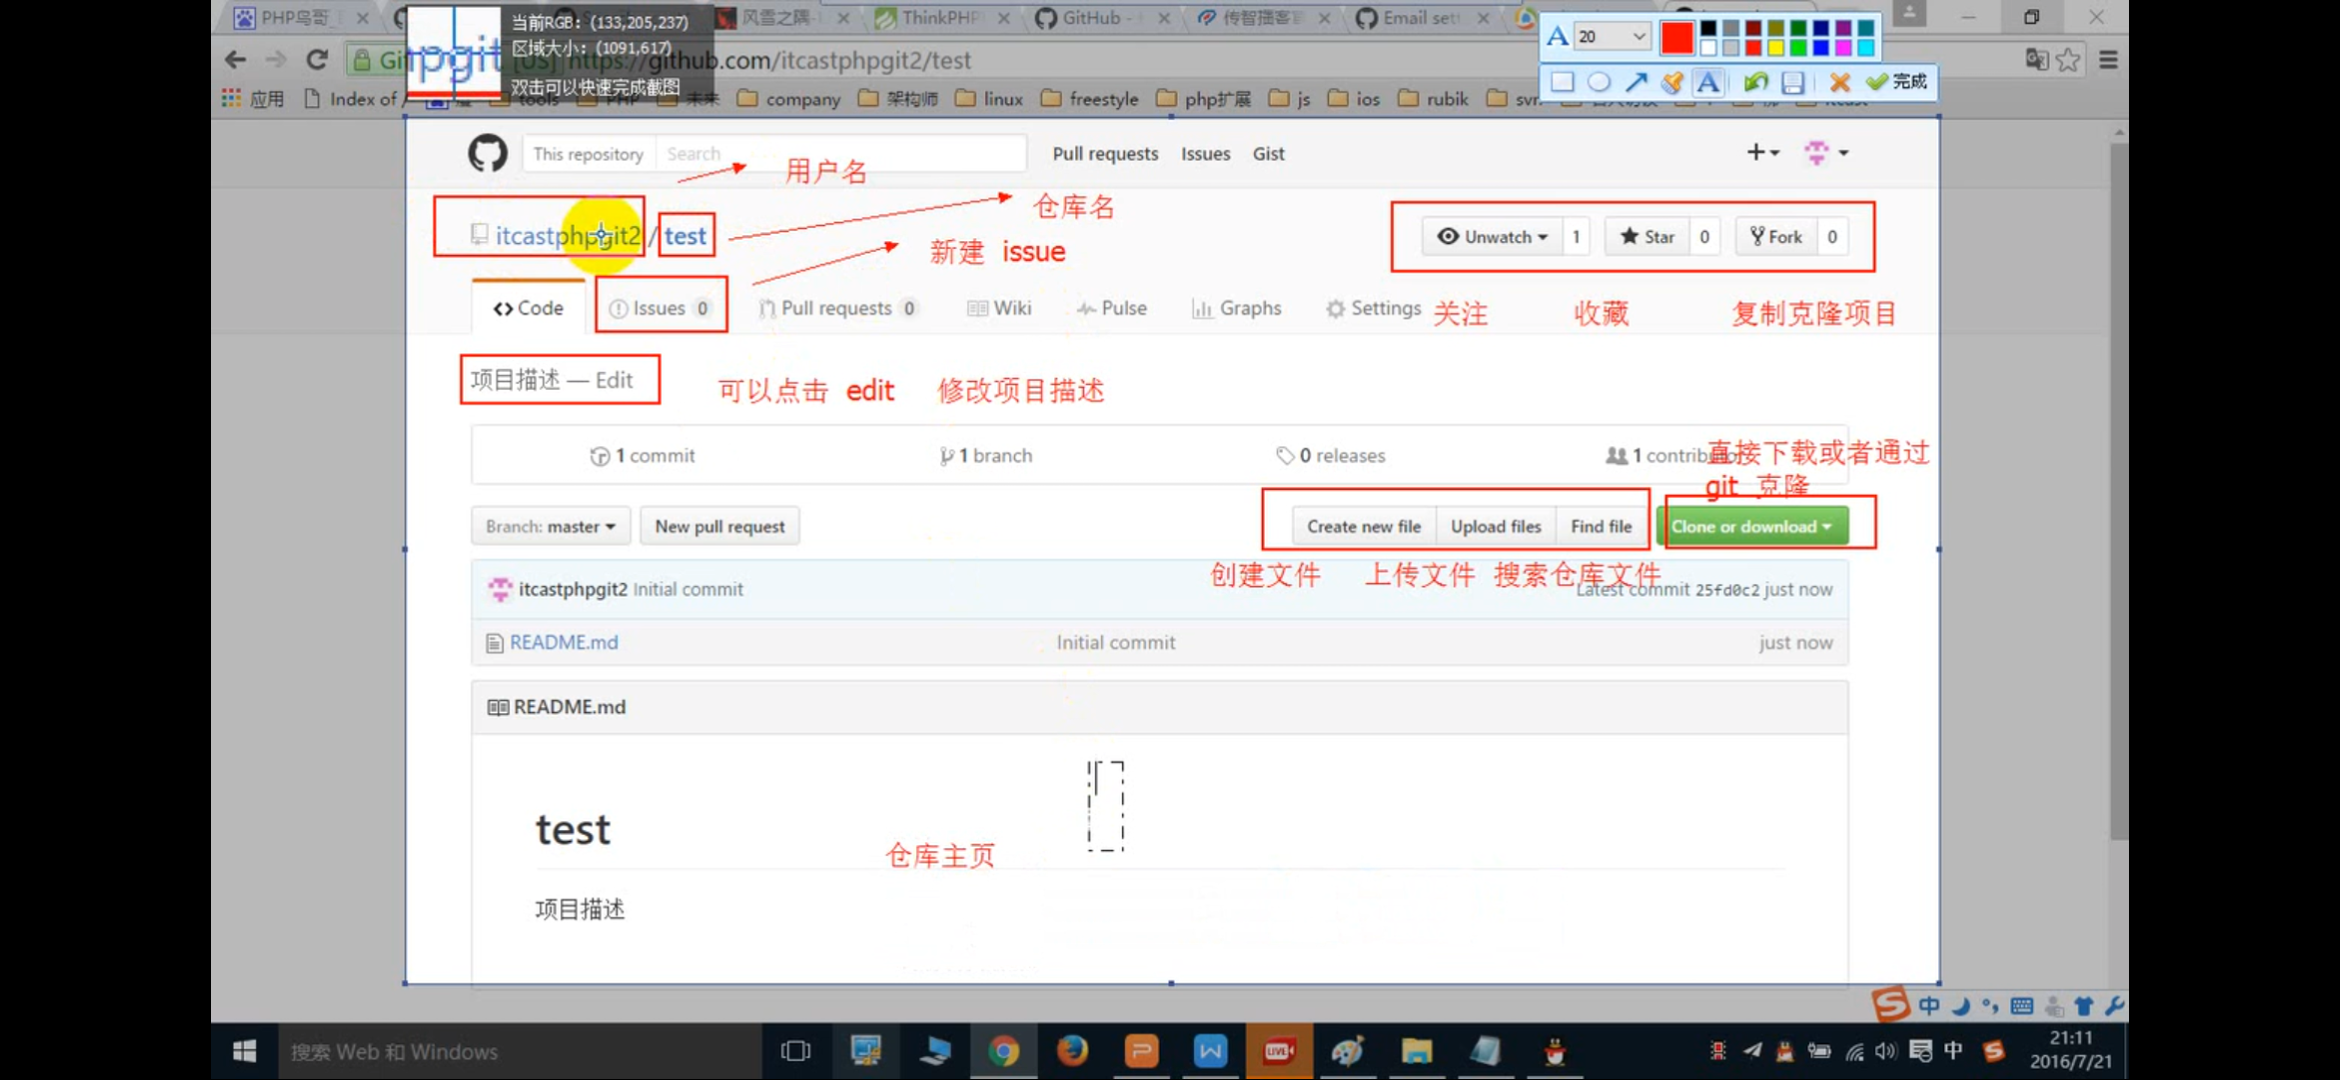 PHP鸟哥_
风雪之隅-
ThinkPHP
GitHub -
传智播客官
Email sett
当前RGB：(133,205,237)
区域大小：(1091,617)
双击可以快速完成截图
A 20
A 完成
[US] https://github.com/itcastphpgit2/test
应用 Index of / tools PHP 未来 company 架构师 linux freestyle php扩展 js ios rubik svn
This repository Search Pull requests Issues Gist
用户名
仓库名
itcastphpgit2 / test
新建 issue
Unwatch 1 Star 0 Fork 0
Code Issues 0 Pull requests 0 Wiki Pulse Graphs Settings
关注 收藏 复制克隆项目
项目描述 — Edit
可以点击 edit 修改项目描述
1 commit 1 branch 0 releases 1 contributor
直接下载或者通过
git 克隆
Branch: master New pull request Create new file Upload files Find file Clone or download
创建文件 上传文件 搜索仓库文件
itcastphpgit2 Initial commit Latest commit 25fd0c2 just now
README.md Initial commit just now
README.md
test
仓库主页
项目描述
中
搜索 Web 和 Windows
LIVE
中
21:11
2016/7/21